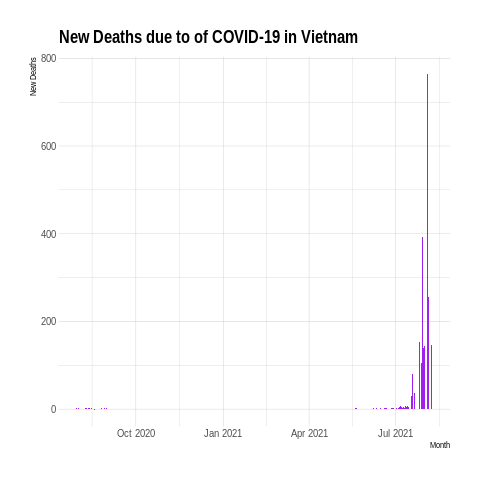 New Deaths due to of COVID-19 in Vietnam
New Deaths
800
600
400
200
0
Oct 2020 Jan 2021 Apr 2021 Jul 2021
Month